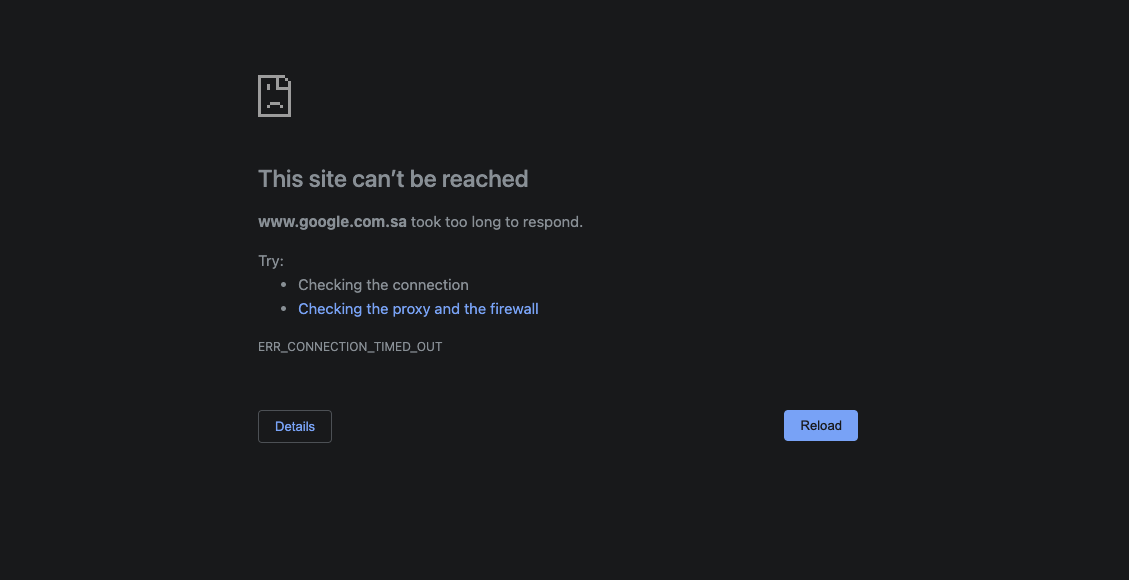 This site can’t be reached
www.google.com.sa took too long to respond.
Try:
• Checking the connection
• Checking the proxy and the firewall
ERR_CONNECTION_TIMED_OUT
Details
Reload